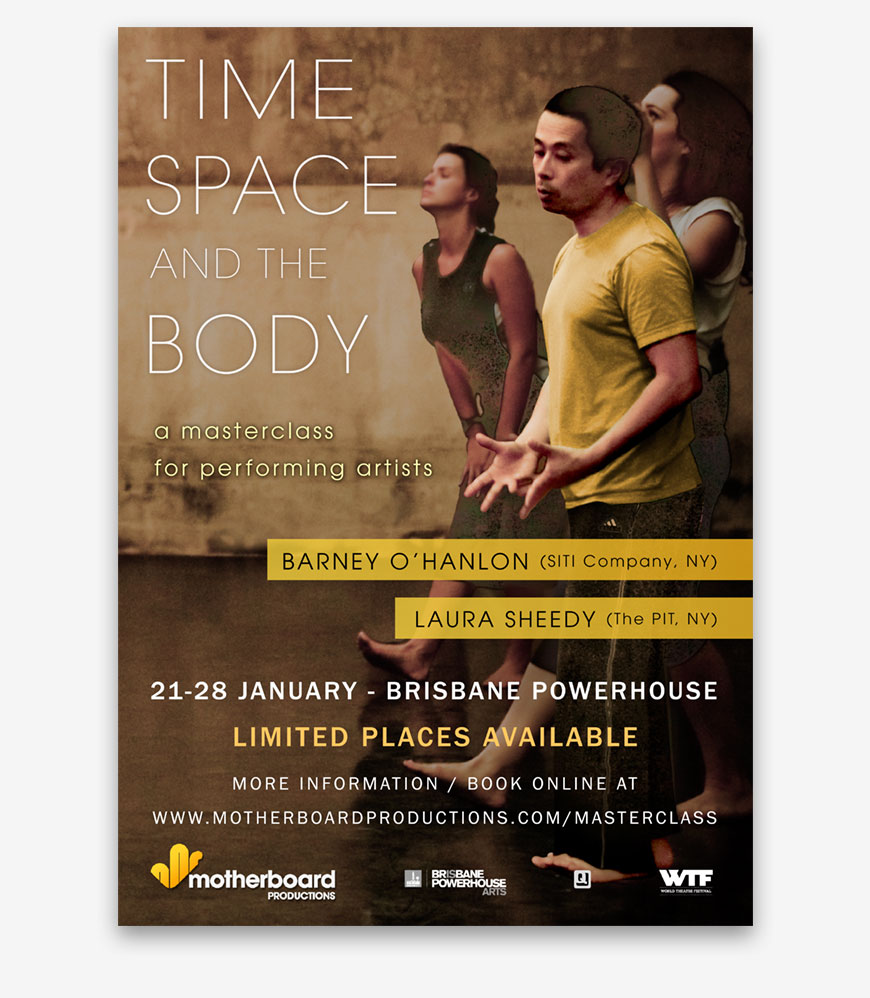 TIME
SPACE
AND THE
BODY
a masterclass
for performing artists
BARNEY O'HANLON (SITI Company, NY)
LAURA SHEEDY (The PIT, NY)
21-28 JANUARY - BRISBANE POWERHOUSE
LIMITED PLACES AVAILABLE
MORE INFORMATION / BOOK ONLINE AT
WWW.MOTHERBOARDPRODUCTIONS.COM/MASTERCLASS
motherboard
PRODUCTIONS
BRISBANE
POWERHOUSE
ARTS
WTF
WORLD THEATRE FESTIVAL